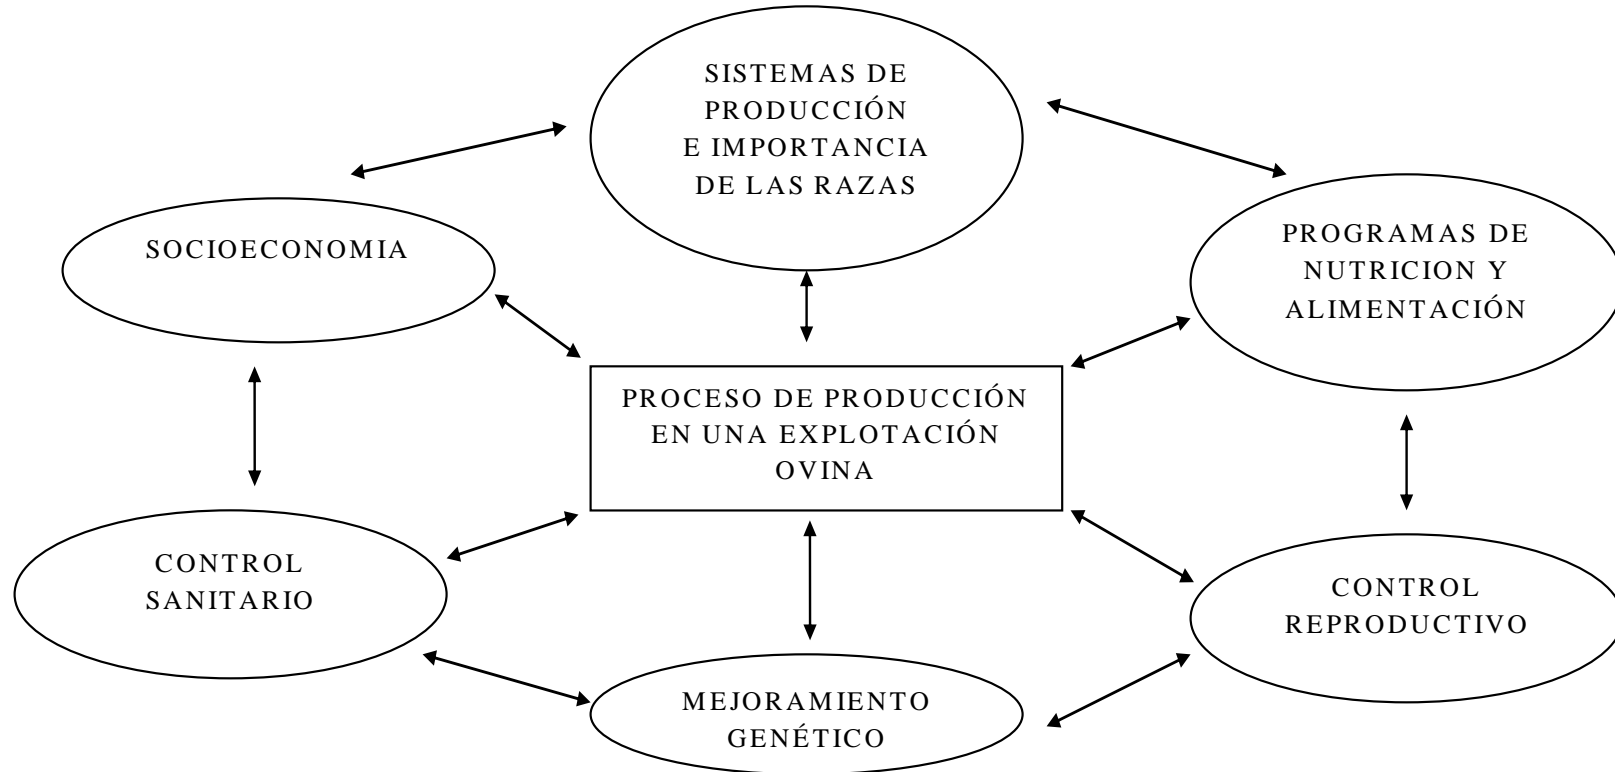 SISTEMAS DE
PRODUCCIÓN
E IMPORTANCIA
DE LAS RAZAS
SOCIOECONOMIA
PROGRAMAS DE
NUTRICION Y
ALIMENTACIÓN
PROCESO DE PRODUCCIÓN
EN UNA EXPLOTACIÓN
OVINA
CONTROL
SANITARIO
CONTROL
REPRODUCTIVO
MEJORAMIENTO
GENÉTICO